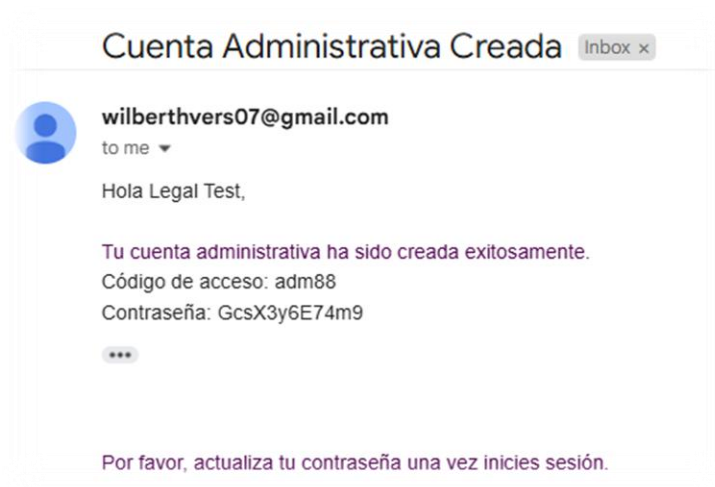 Cuenta Administrativa Creada Inbox ×
wilberthvers07@gmail.com
to me
Hola Legal Test,
Tu cuenta administrativa ha sido creada exitosamente.
Código de acceso: adm88
Contraseña: GcsX3y6E74m9
•••
Por favor, actualiza tu contraseña una vez inicies sesión.